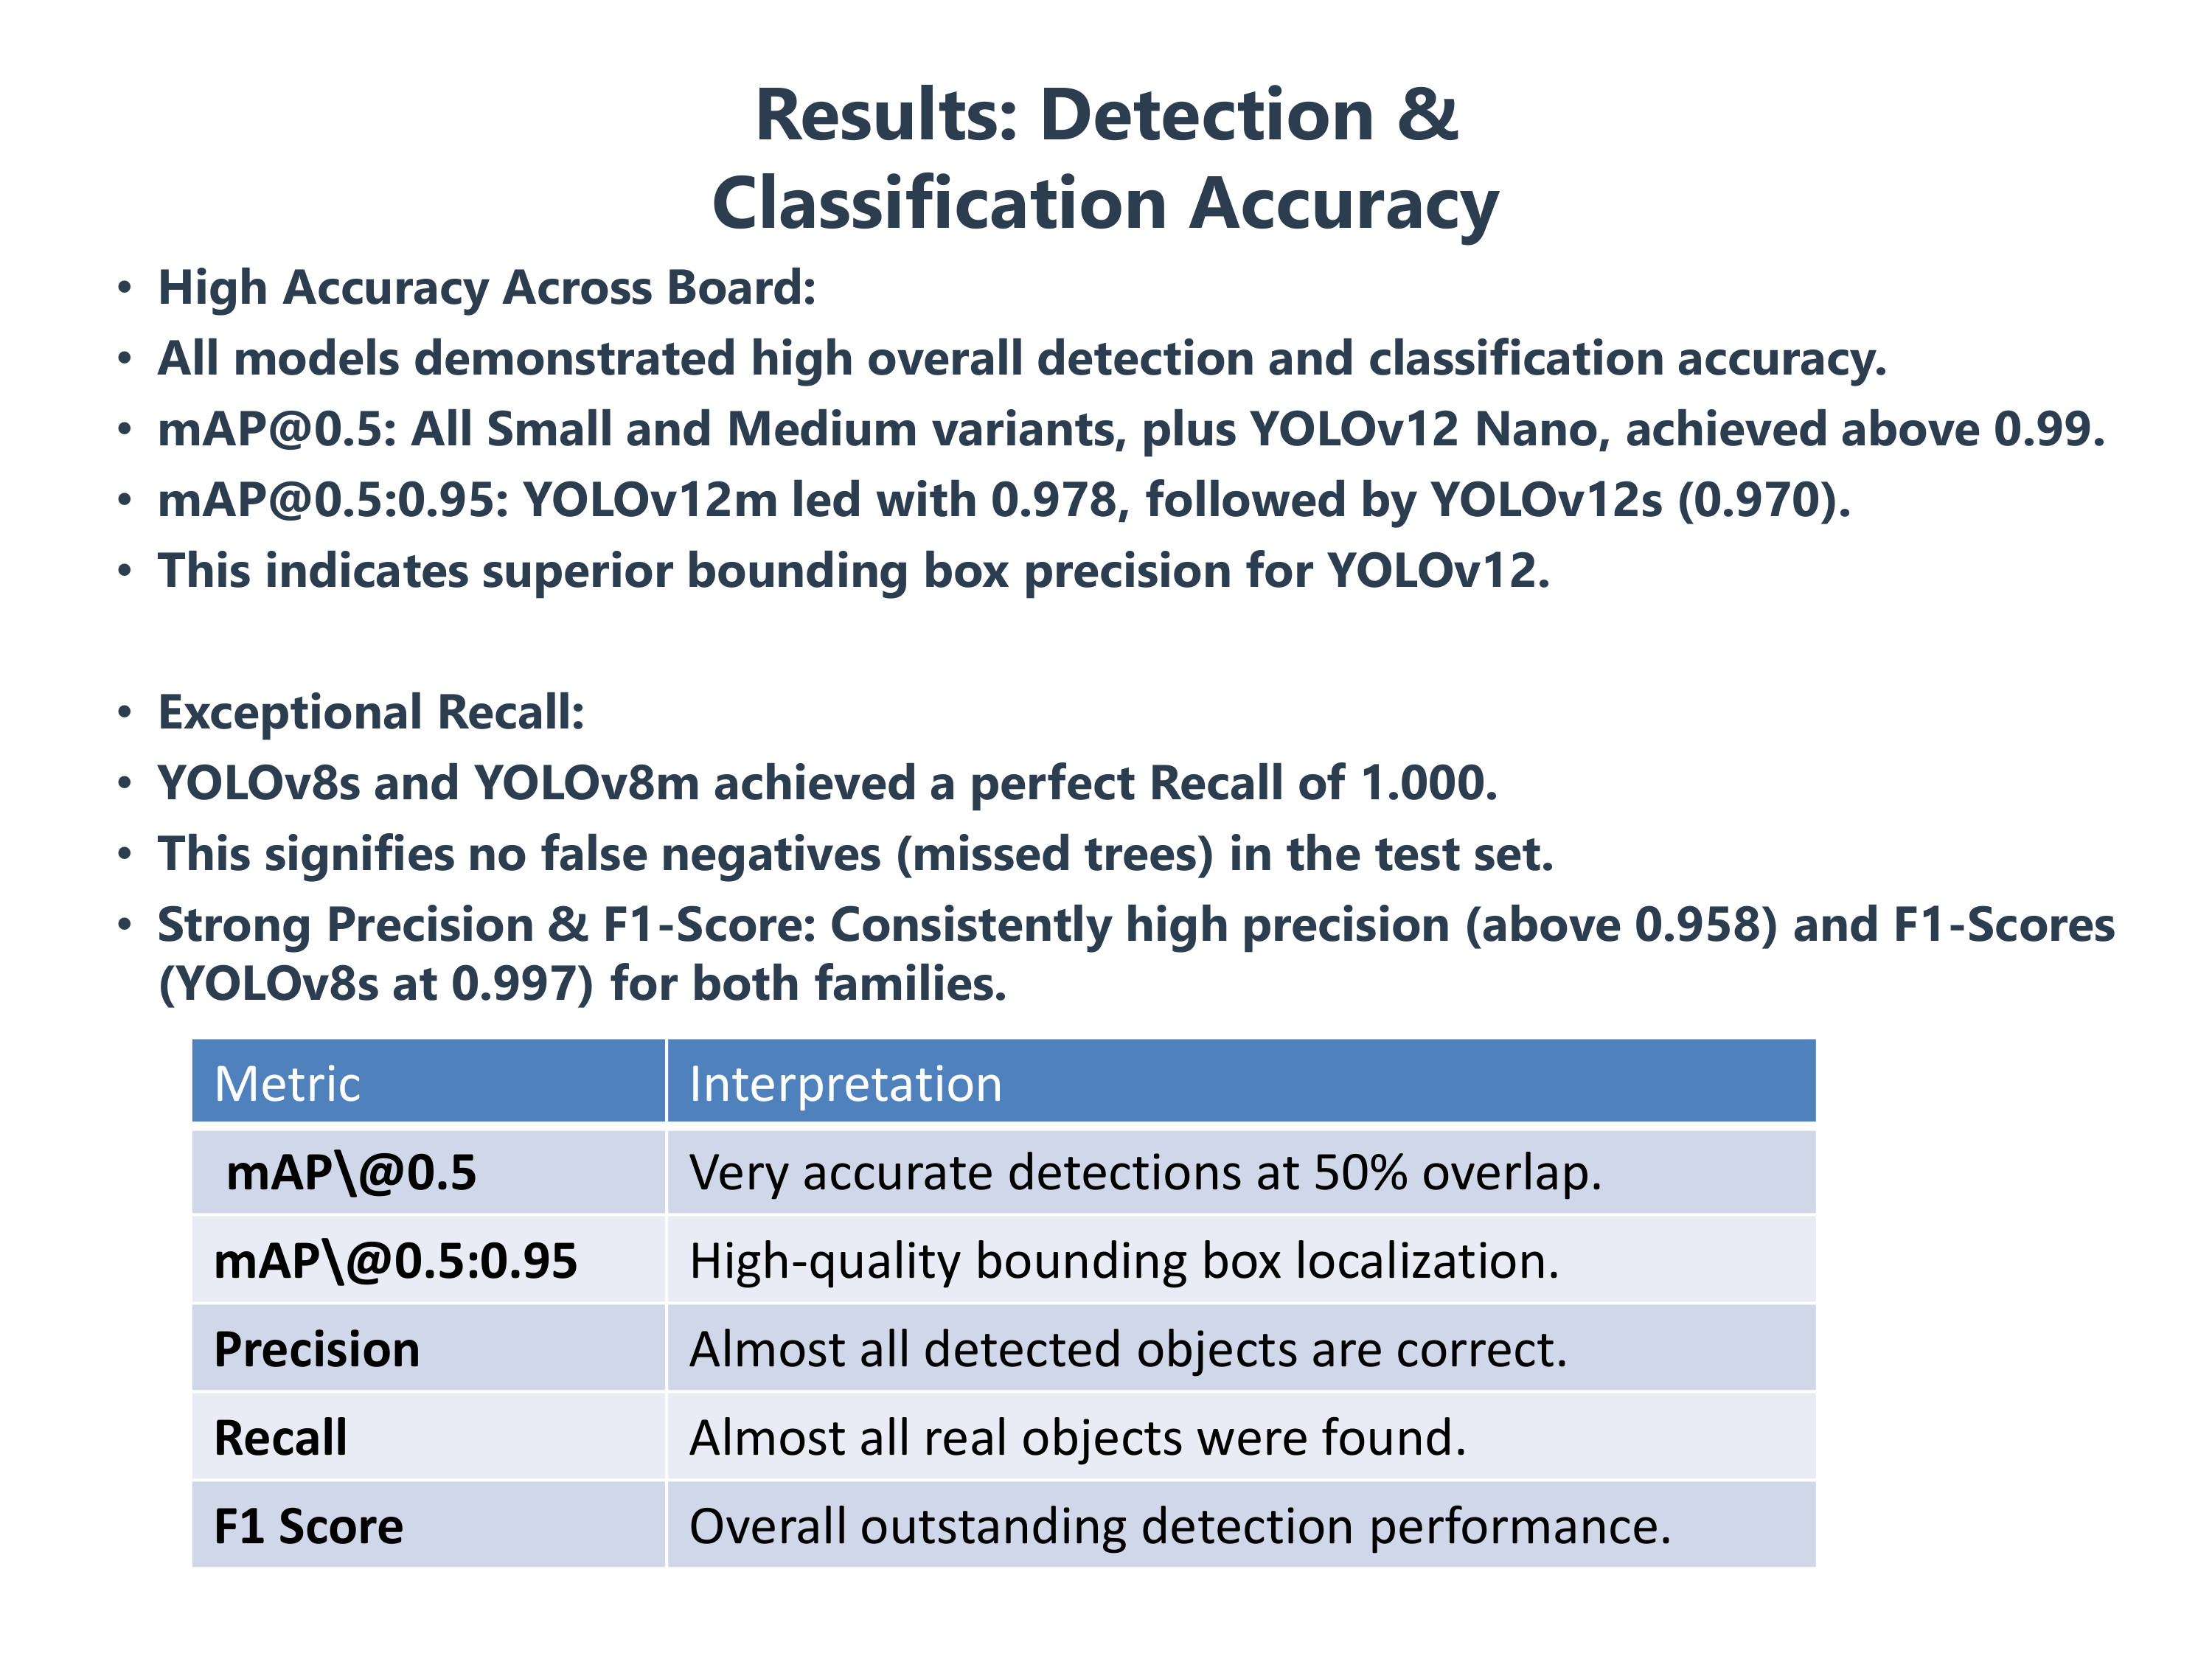 Results: Detection &
Classification Accuracy
• High Accuracy Across Board:
• All models demonstrated high overall detection and classification accuracy.
• mAP@0.5: All Small and Medium variants, plus YOLOv12 Nano, achieved above 0.99.
• mAP@0.5:0.95: YOLOv12m led with 0.978, followed by YOLOv12s (0.970).
• This indicates superior bounding box precision for YOLOv12.
• Exceptional Recall:
• YOLOv8s and YOLOv8m achieved a perfect Recall of 1.000.
• This signifies no false negatives (missed trees) in the test set.
• Strong Precision & F1-Score: Consistently high precision (above 0.958) and F1-Scores
(YOLOv8s at 0.997) for both families.
Metric Interpretation
mAP\@0.5 Very accurate detections at 50% overlap.
mAP\@0.5:0.95 High-quality bounding box localization.
Precision Almost all detected objects are correct.
Recall Almost all real objects were found.
F1 Score Overall outstanding detection performance.